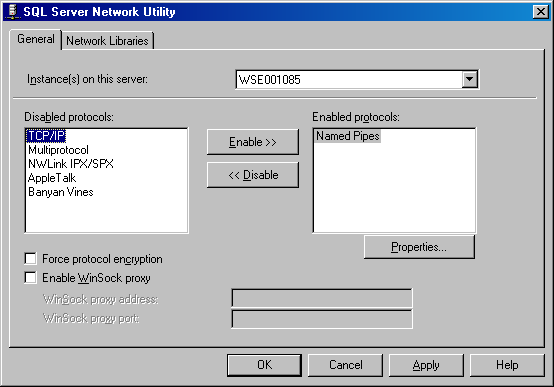 SQL Server Network Utility
General Network Libraries
Instance(s) on this server: WSE001085
Disabled protocols: Enabled protocols:
TCP/IP Named Pipes
Multiprotocol Enable >>
NWLink IPX/SPX
AppleTalk << Disable
Banyan Vines
Properties...
Force protocol encryption
Enable WinSock proxy
WinSock proxy address:
WinSock proxy port:
OK Cancel Apply Help